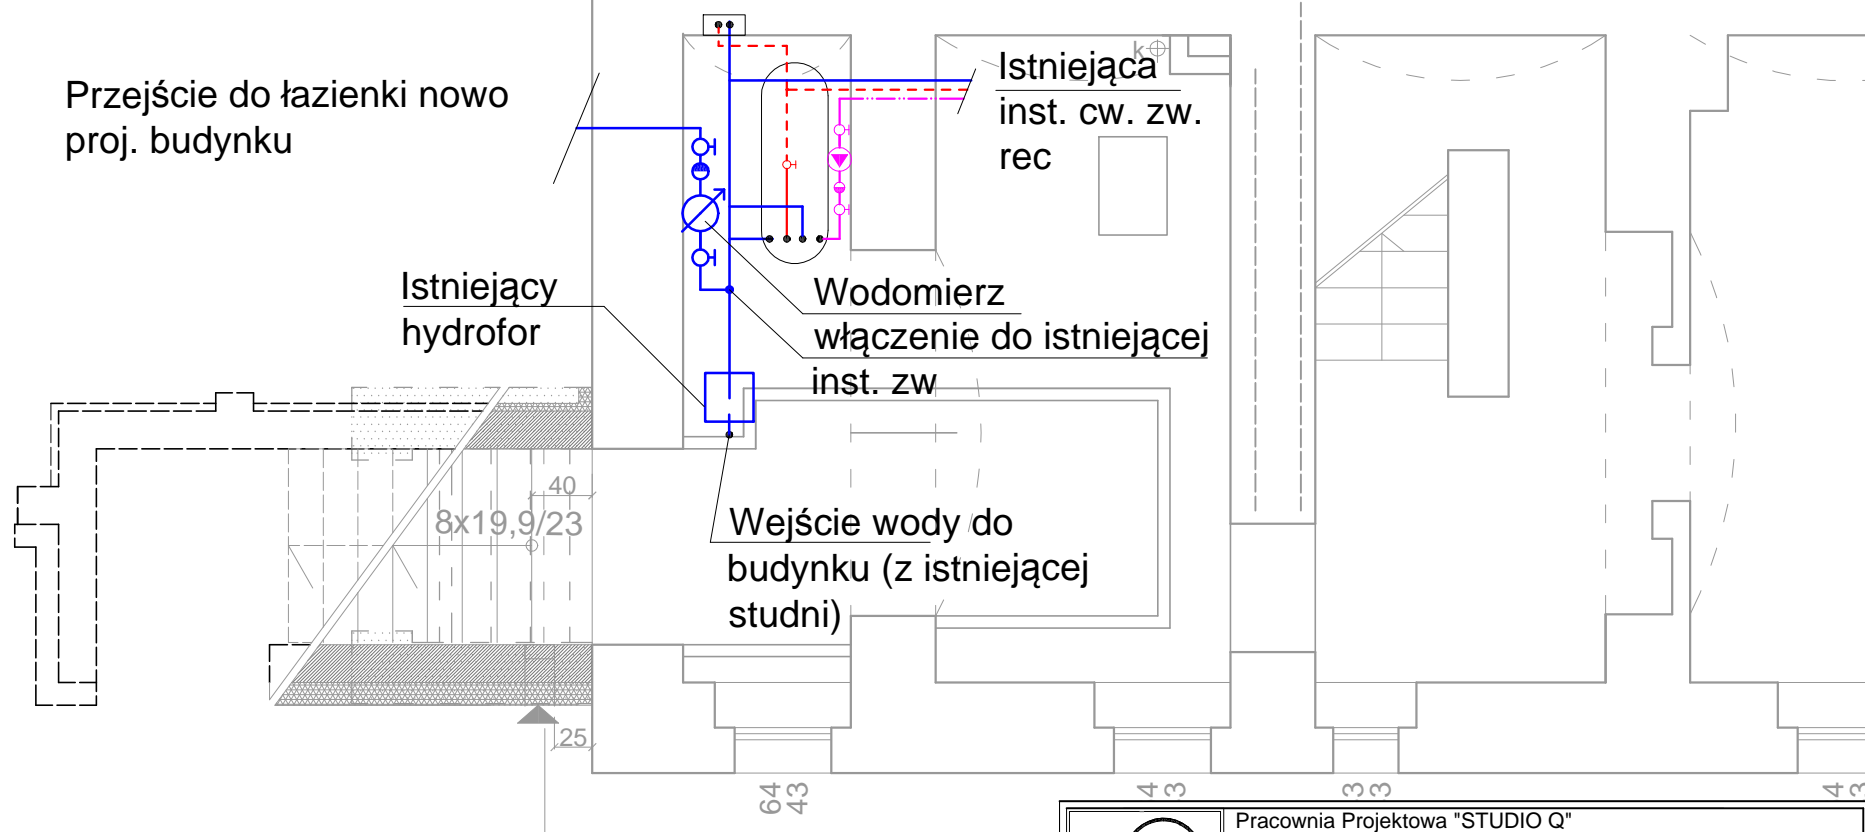 Przejście do łazienki nowo
proj. budynku
Istniejąca
inst. cw. zw.
rec
k
Istniejący
hydrofor
Wodomierz
włączenie do istniejącej
inst. zw
40
8x19,9/23
Wejście wody do
budynku (z istniejącej
studni)
25
64
43
4
3
3
3
4
3
Pracownia Projektowa "STUDIO Q"